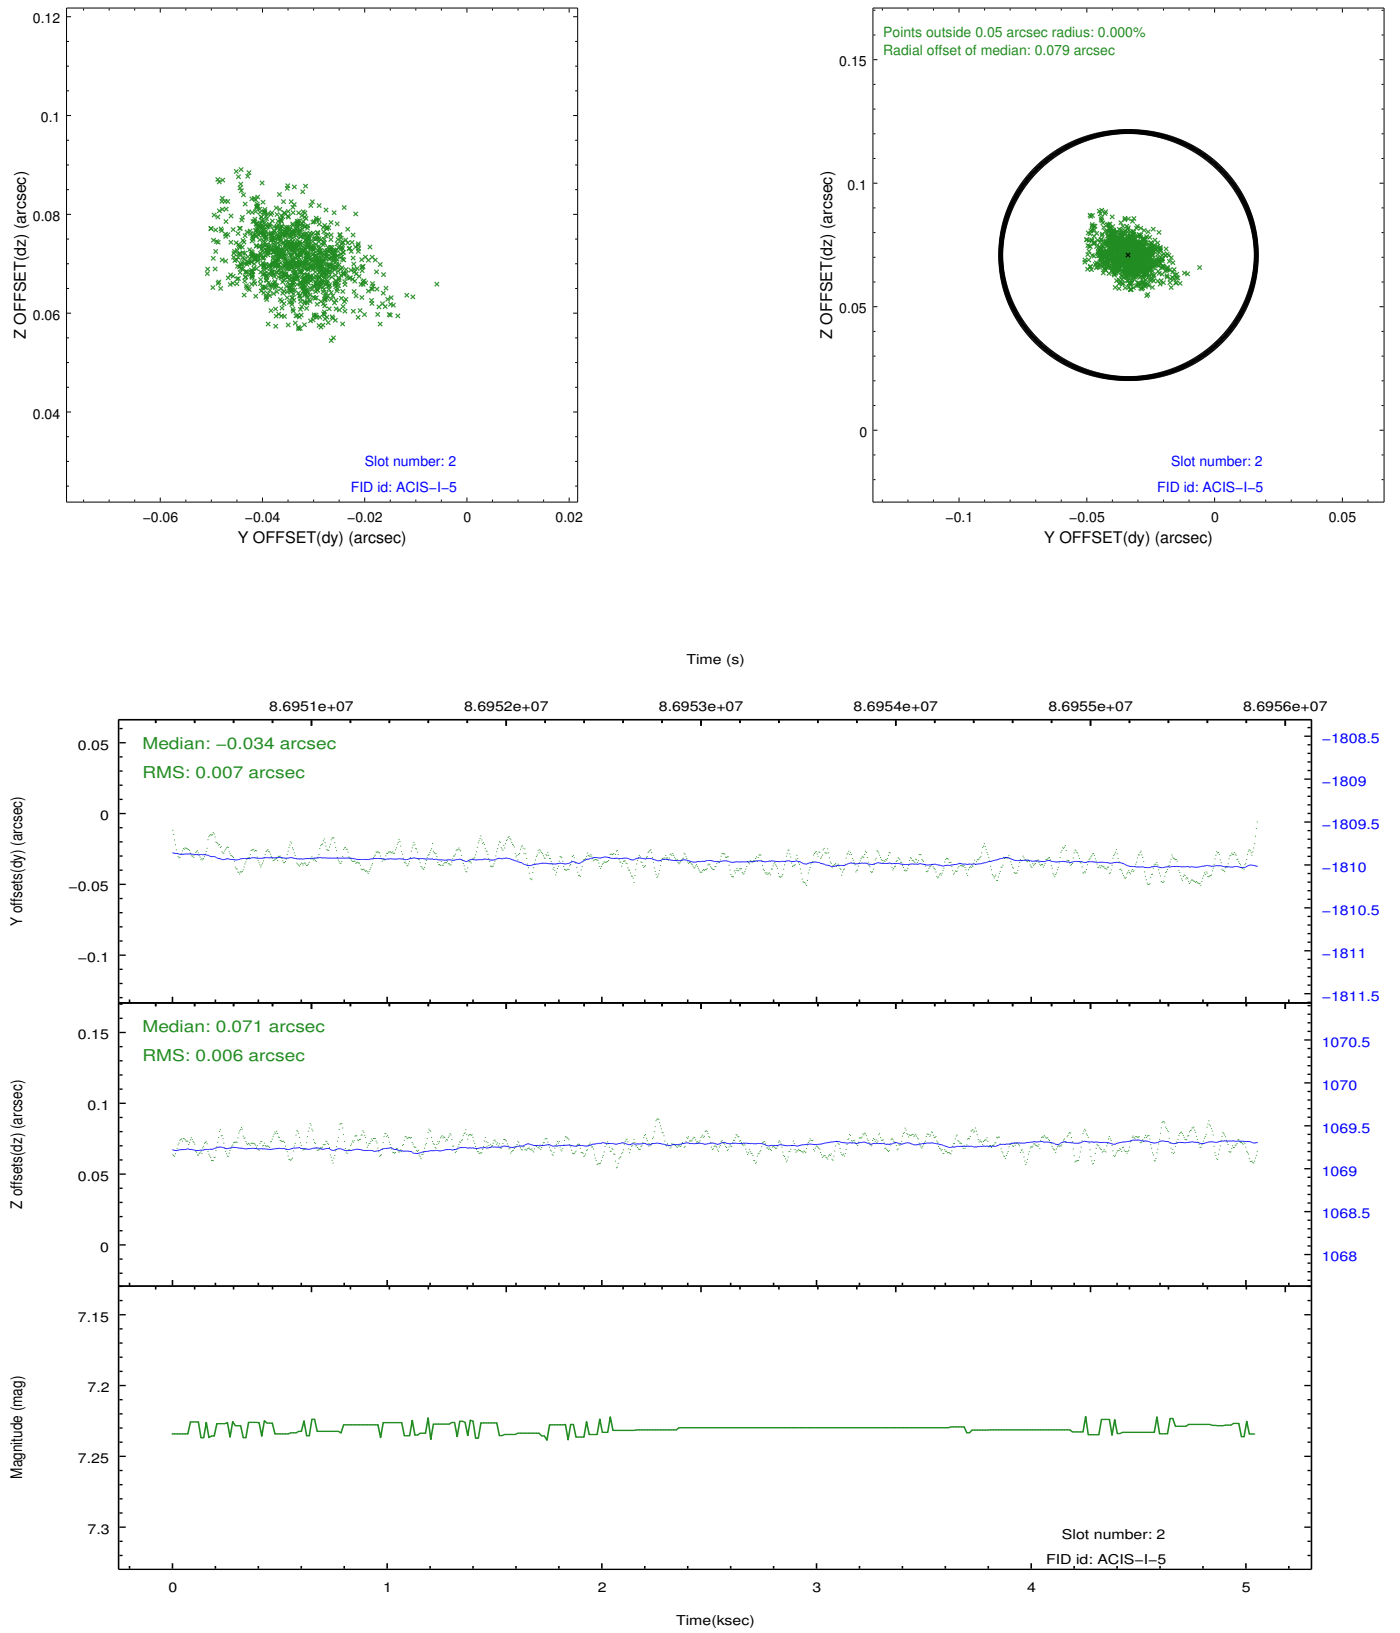 0.12
0.1
0.08
0.06
0.04
Z OFFSET(dz) (arcsec)
Slot number: 2
FID id: ACIS−I−5
−0.06
−0.04
−0.02
0
0.02
Y OFFSET(dy) (arcsec)
Points outside 0.05 arcsec radius: 0.000%
Radial offset of median: 0.079 arcsec
0.15
0.1
0.05
0
Z OFFSET(dz) (arcsec)
Slot number: 2
FID id: ACIS−I−5
−0.1
−0.05
0
0.05
Y OFFSET(dy) (arcsec)
Time (s)
8.6951e+07
8.6952e+07
8.6953e+07
8.6954e+07
8.6955e+07
8.6956e+07
Median: −0.034 arcsec
RMS: 0.007 arcsec
0.05
0
−0.05
−0.1
Y offsets(dy) (arcsec)
−1808.5
−1809
−1809.5
−1810
−1810.5
−1811
−1811.5
Median: 0.071 arcsec
RMS: 0.006 arcsec
0.15
0.1
0.05
0
Z offsets(dz) (arcsec)
1070.5
1070
1069.5
1069
1068.5
1068
7.15
7.2
7.25
7.3
Magnitude (mag)
Slot number: 2
FID id: ACIS−I−5
0
1
2
3
4
5
Time(ksec)